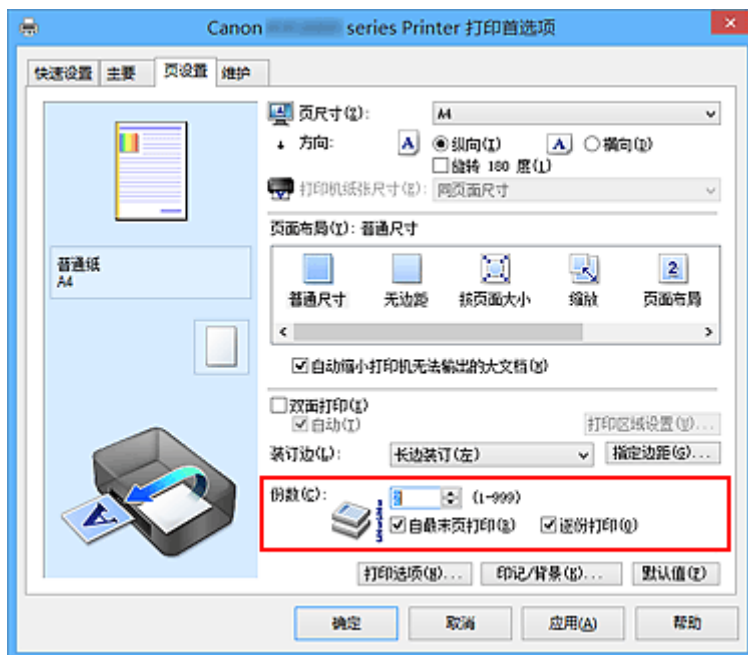 Canon series Printer 打印首选项
快速设置 主要 页设置 维护
页尺寸(Z): A4
方向: A 纵向(I) A 横向(D)
旋转 180 度(L)
打印机纸张尺寸(E): 同页面尺寸
页面布局(Y): 普通尺寸
普通纸
A4
普通尺寸 无边距 按页面大小 缩放 2 页面布局
自动缩小打印机无法输出的大文档(N)
双面打印(X)
自动(T) 打印区域设置(U)...
装订边(L): 长边装订(左) 指定边距(G)...
份数(C): (1-999)
自最末页打印(R) 逐份打印(O)
A
打印选项(H)... 印记/背景(K)... 默认值(F)
确定 取消 应用(A) 帮助